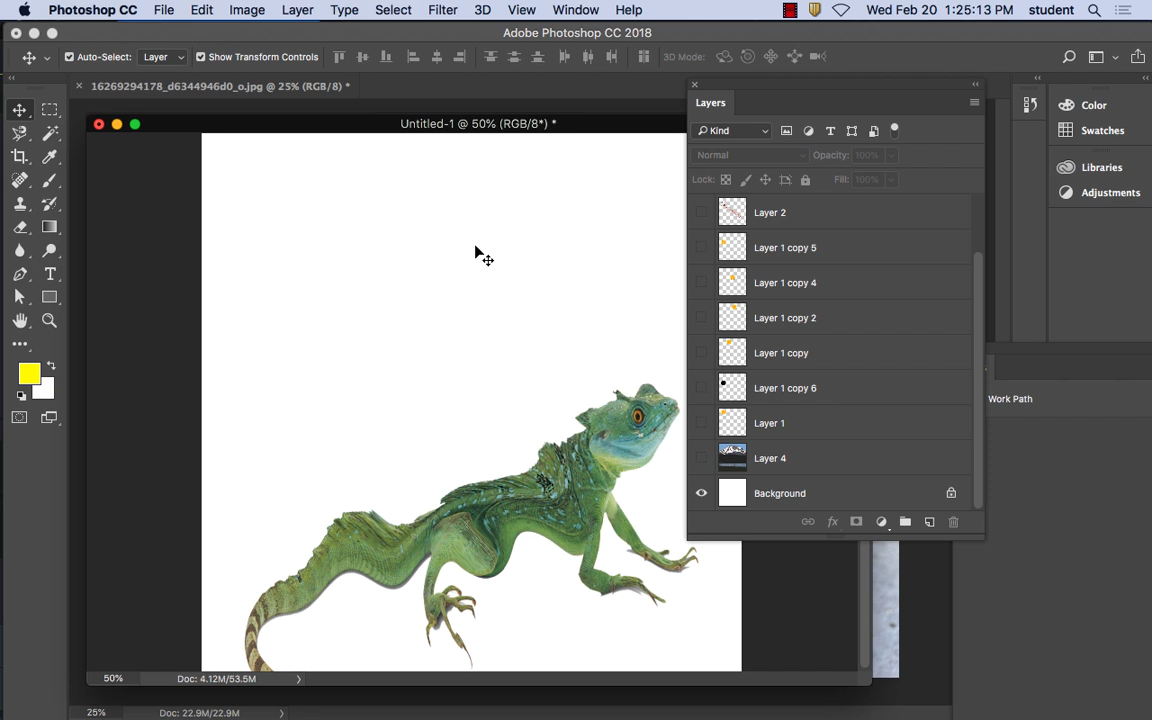 Photoshop CC File Edit Image Layer Type Select Filter 3D View Window Help Wed Feb 20 1:25:13 PM student
Adobe Photoshop CC 2018
Auto-Select: Layer Show Transform Controls 3D Mode:
× 16269294178_d6344946d0_o.jpg @ 25% (RGB/8) *
Untitled-1 @ 50% (RGB/8*) *
Layers
Kind
Normal Opacity: 100%
Lock: Fill: 100%
Layer 2
Layer 1 copy 5
Layer 1 copy 4
Layer 1 copy 2
Layer 1 copy
Layer 1 copy 6
Layer 1
Layer 4
Background
fx
Color
Swatches
Libraries
Adjustments
Work Path
50% Doc: 4.12M/53.5M
25% Doc: 22.9M/22.9M